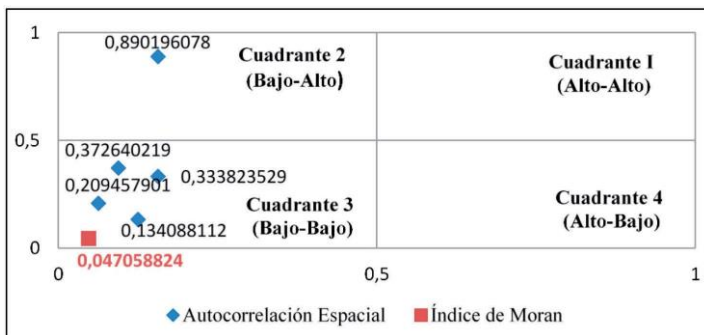 1
0,890196078
Cuadrante 2
(Bajo-Alto)
Cuadrante I
(Alto-Alto)
0,5
0,372640219
0,333823529
0,209457901
0,134088112
Cuadrante 3
(Bajo-Bajo)
Cuadrante 4
(Alto-Bajo)
0
0,047058824
0
0,5
1
Autocorrelación Espacial
Índice de Moran